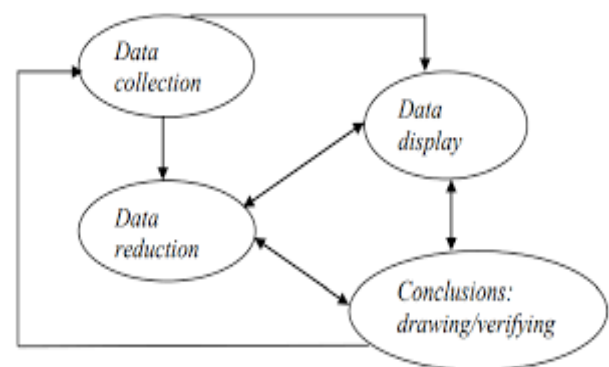 Data
collection
Data
display
Data
reduction
Conclusions:
drawing/verifying